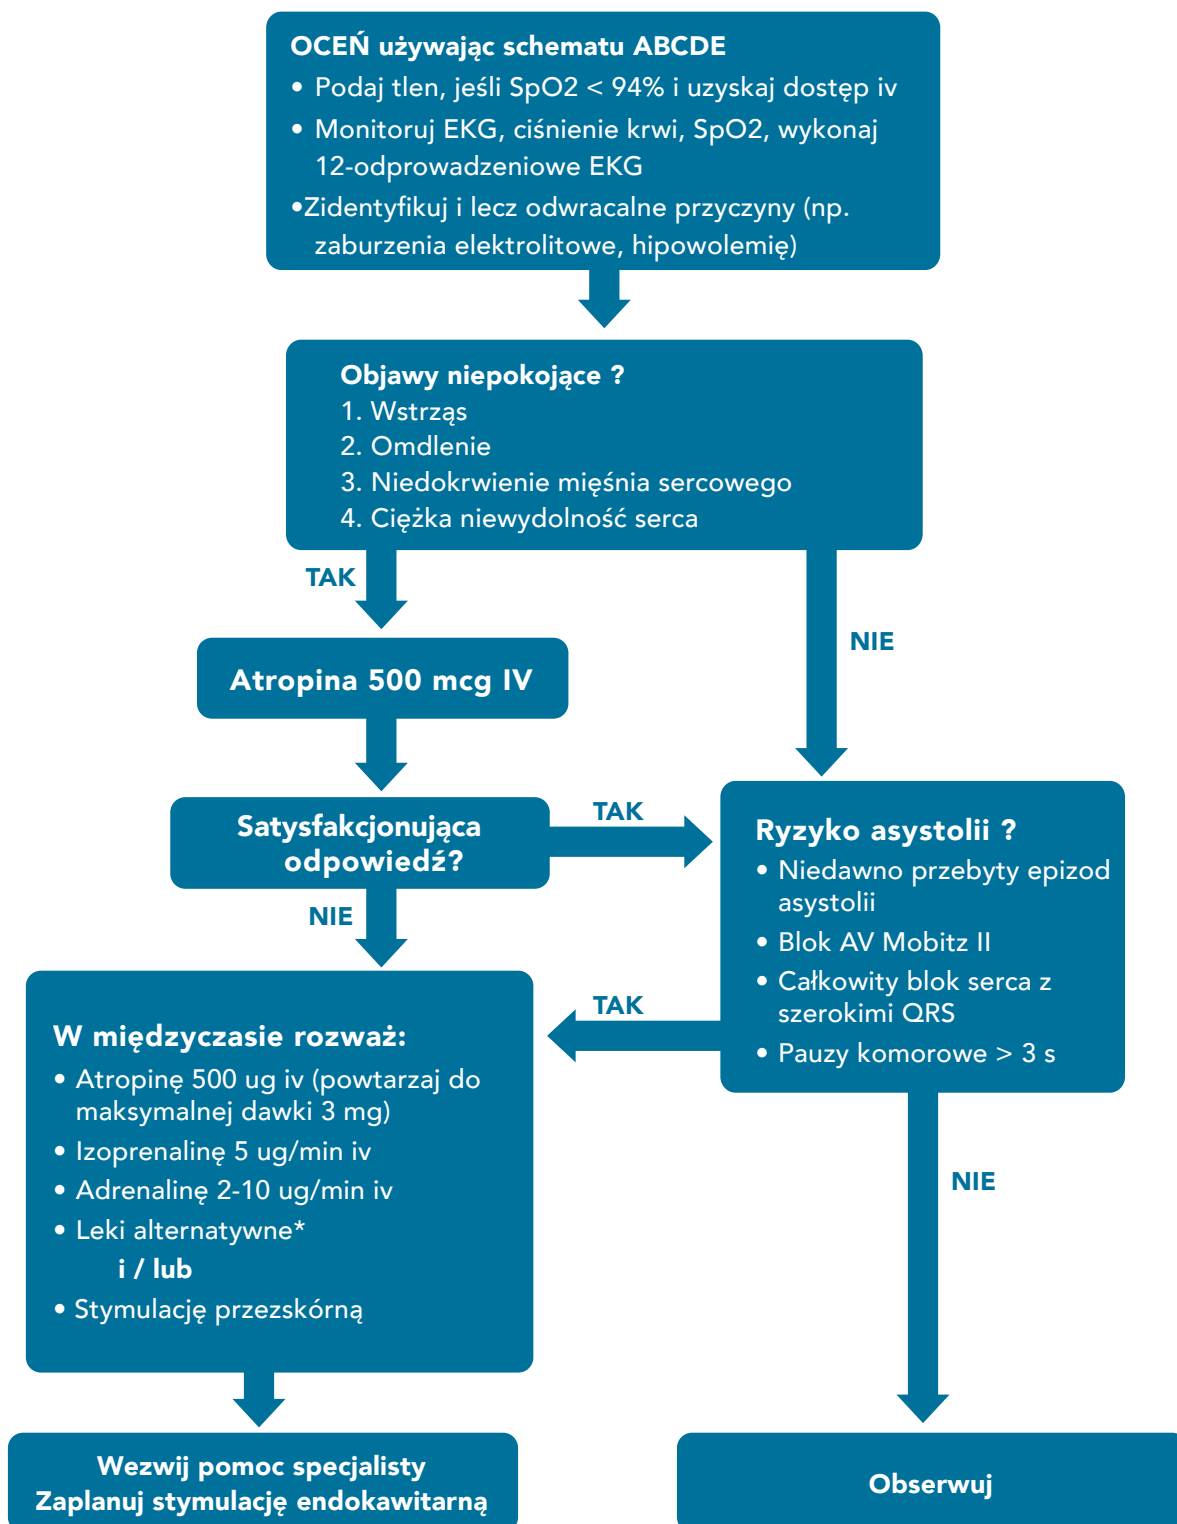 OCEŃ używając schematu ABCDE
• Podaj tlen, jeśli SpO2 < 94% i uzyskaj dostęp iv
• Monitoruj EKG, ciśnienie krwi, SpO2, wykonaj
12-odprowadzeniowe EKG
•Zidentyfikuj i lecz odwracalne przyczyny (np.
zaburzenia elektrolitowe, hipowolemię)
Objawy niepokojące ?
1. Wstrząs
2. Omdlenie
3. Niedokrwienie mięśnia sercowego
4. Ciężka niewydolność serca
TAK
NIE
Atropina 500 mcg IV
Satysfakcjonująca
odpowiedź?
TAK
NIE
Ryzyko asystolii ?
• Niedawno przebyty epizod
asystolii
• Blok AV Mobitz II
• Całkowity blok serca z
szerokimi QRS
• Pauzy komorowe > 3 s
TAK
NIE
W międzyczasie rozważ:
• Atropinę 500 ug iv (powtarzaj do
maksymalnej dawki 3 mg)
• Izoprenalinę 5 ug/min iv
• Adrenalinę 2-10 ug/min iv
• Leki alternatywne*
i / lub
• Stymulację przezskórną
Wezwij pomoc specjalisty
Zaplanuj stymulację endokawitarną
Obserwuj